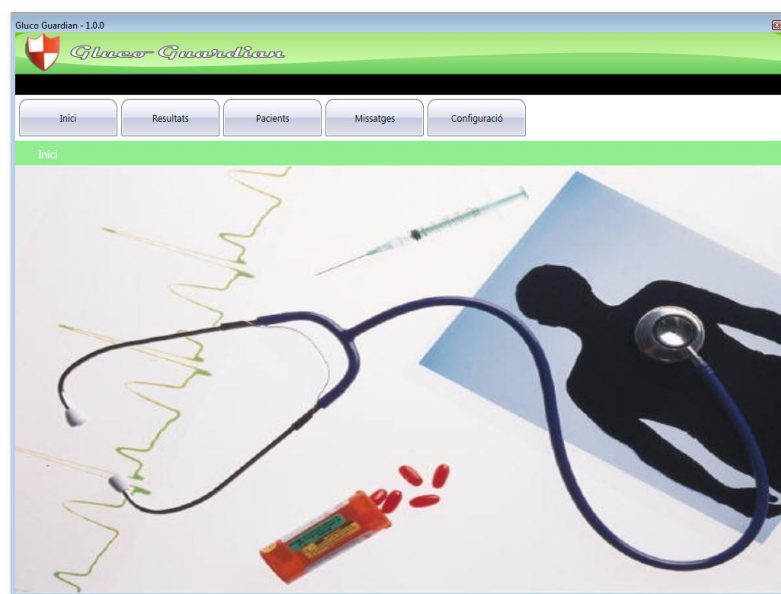 Gluco Guardian - 1.0.0
Gluco Guardian
Inici
Resultats
Pacients
Missatges
Configuració
Inici